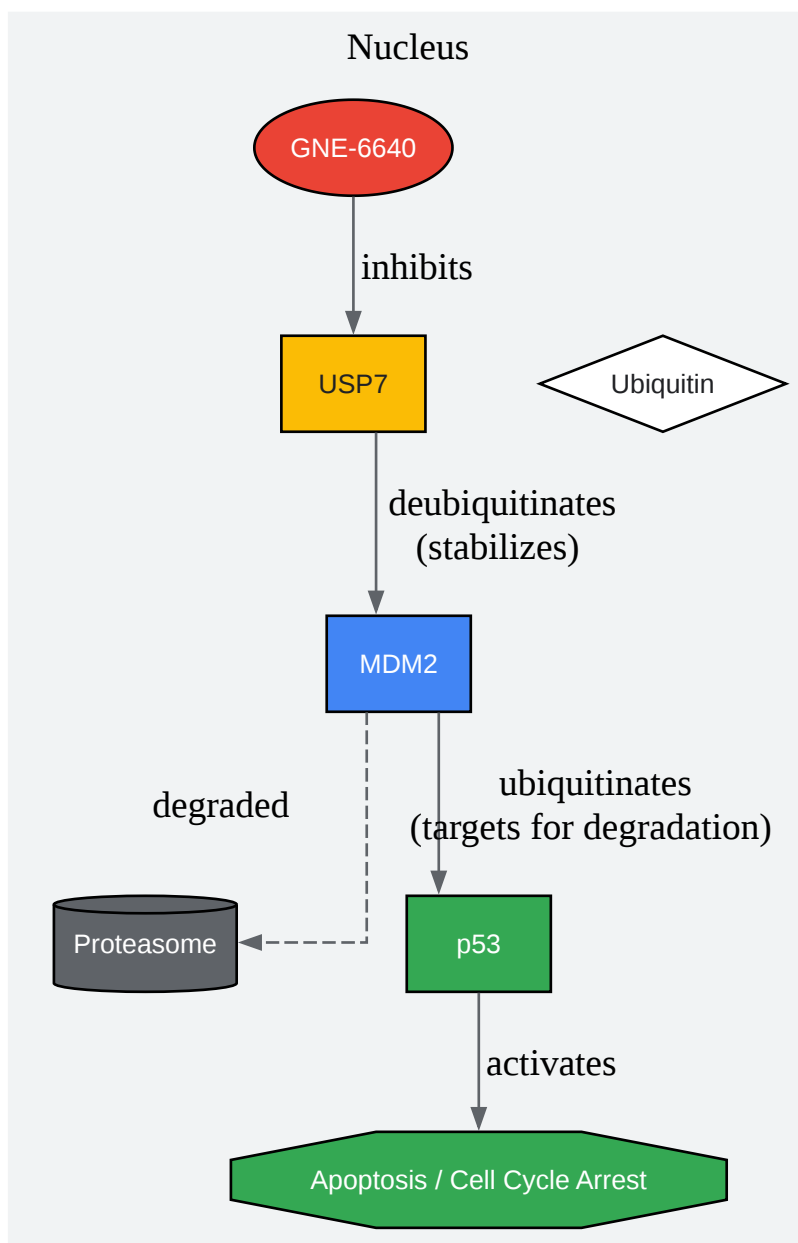 Nucleus
GNE-6640
inhibits
USP7
Ubiquitin
deubiquitinates
(stabilizes)
MDM2
degraded
ubiquitinates
(targets for degradation)
Proteasome
p53
activates
Apoptosis / Cell Cycle Arrest